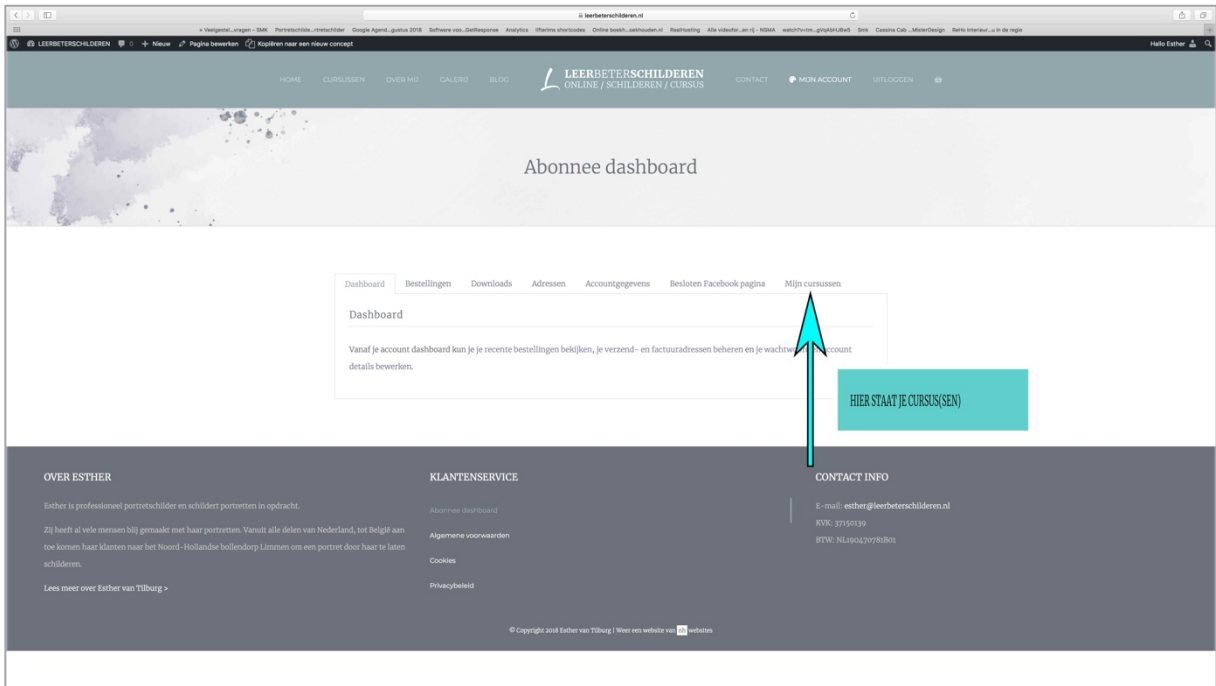 leerbeterschilderen.nl
LEERBETERSCHILDEREN 0 + Nieuw Pagina bewerken Kopiëren naar een nieuw concept
Hallo Esther
HOME CURSUSSEN OVER MIJ GALERIJ BLOG
LEERBETERSCHILDEREN
ONLINE / SCHILDEREN / CURSUS
CONTACT MIJN ACCOUNT UITLOGGEN
Abonnee dashboard
Dashboard Bestellingen Downloads Adressen Accountgegevens Besloten Facebook pagina Mijn cursussen
Dashboard
Vanaf je account dashboard kun je je recente bestellingen bekijken, je verzend- en factuuradressen beheren en je account
details bewerken.
HIER STAAT JE CURSUS(SEN)
OVER ESTHER
Esther is professioneel portretschilder en schildert portretten in opdracht.
Zij heeft al vele mensen blij gemaakt met haar portretten. Vanuit alle delen van Nederland, tot België aan
toe komen haar klanten naar het Noord-Hollandse bollendorp Limmen om een portret door haar te laten
schilderen.
Lees meer over Esther van Tilburg >
KLANTENSERVICE
Abonnee dashboard
Algemene voorwaarden
Cookies
Privacybeleid
CONTACT INFO
E-mail: esther@leerbeterschilderen.nl
KVK: 37150139
BTW: NL190470781B01
© Copyright 2018 Esther van Tilburg | Weer een website van websites